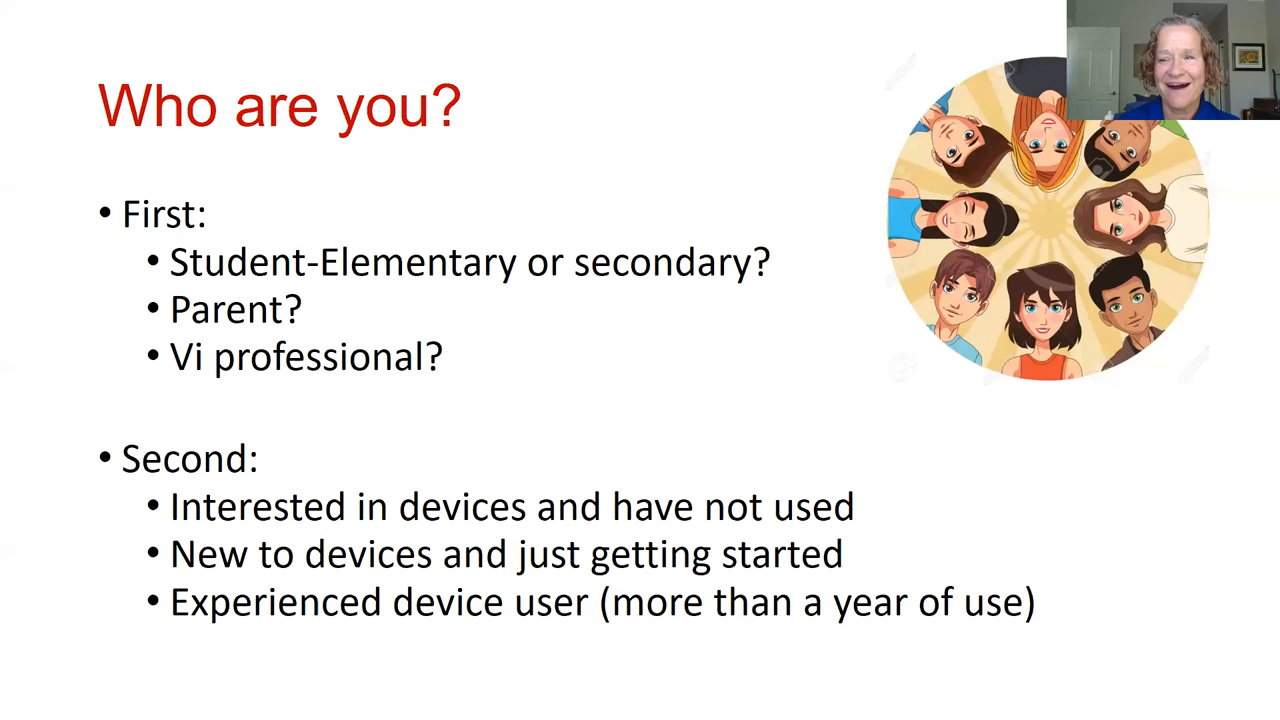 Who are you?
• First:
• Student-Elementary or secondary?
• Parent?
• Vi professional?
• Second:
• Interested in devices and have not used
• New to devices and just getting started
• Experienced device user (more than a year of use)